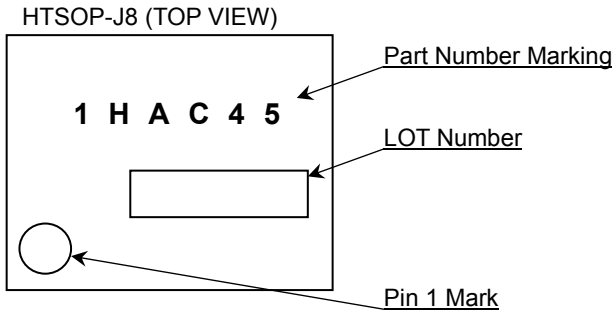 HTSOP-J8 (TOP VIEW)
Part Number Marking
1 H A C 4 5
LOT Number
Pin 1 Mark